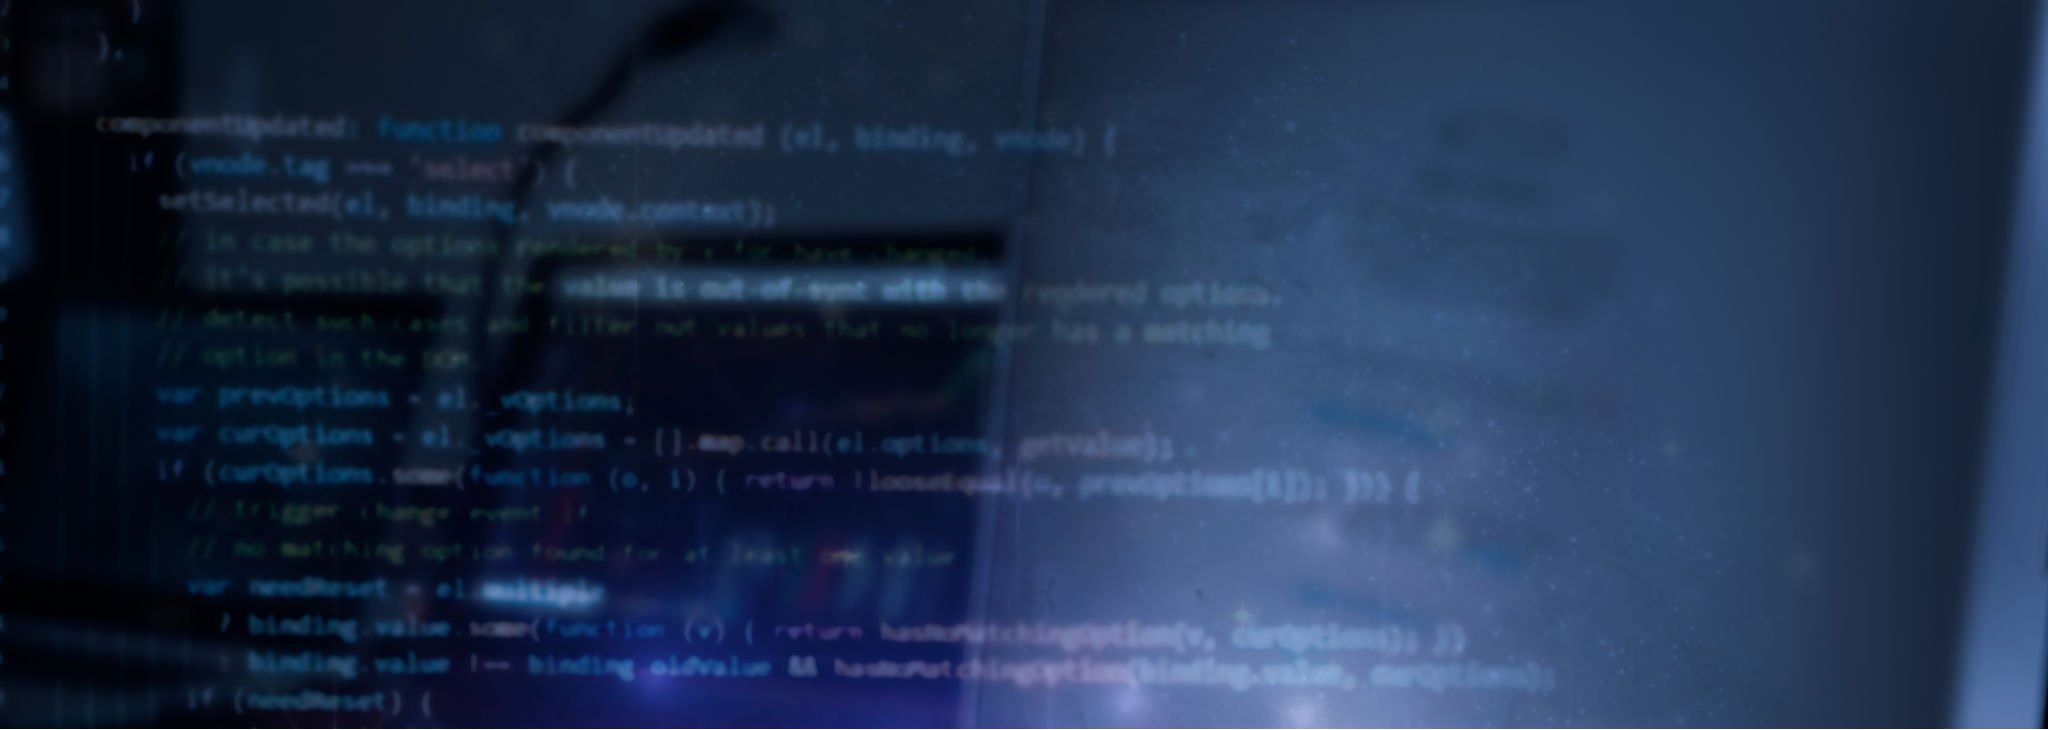 }
},
componentUpdated: function componentUpdated (el, binding, vnode) {
if (vnode.tag === 'select') {
setSelected(el, binding, vnode.context);
// in case the options rendered by v-for have changed,
// it's possible that the value is out-of-sync with the rendered options.
// detect such cases and filter out values that no longer has a matching
// option in the DOM.
var prevOptions = el._vOptions;
var curOptions = el._vOptions = [].map.call(el.options, getValue);
if (curOptions.some(function (o, i) { return !looseEqual(o, prevOptions[i]); })) {
// trigger change event if
// no matching option found for at least one value
var needReset = el.multiple
? binding.value.some(function (v) { return hasNoMatchingOption(v, curOptions); })
: binding.value !== binding.oldValue && hasNoMatchingOption(binding.value, curOptions);
if (needReset) {